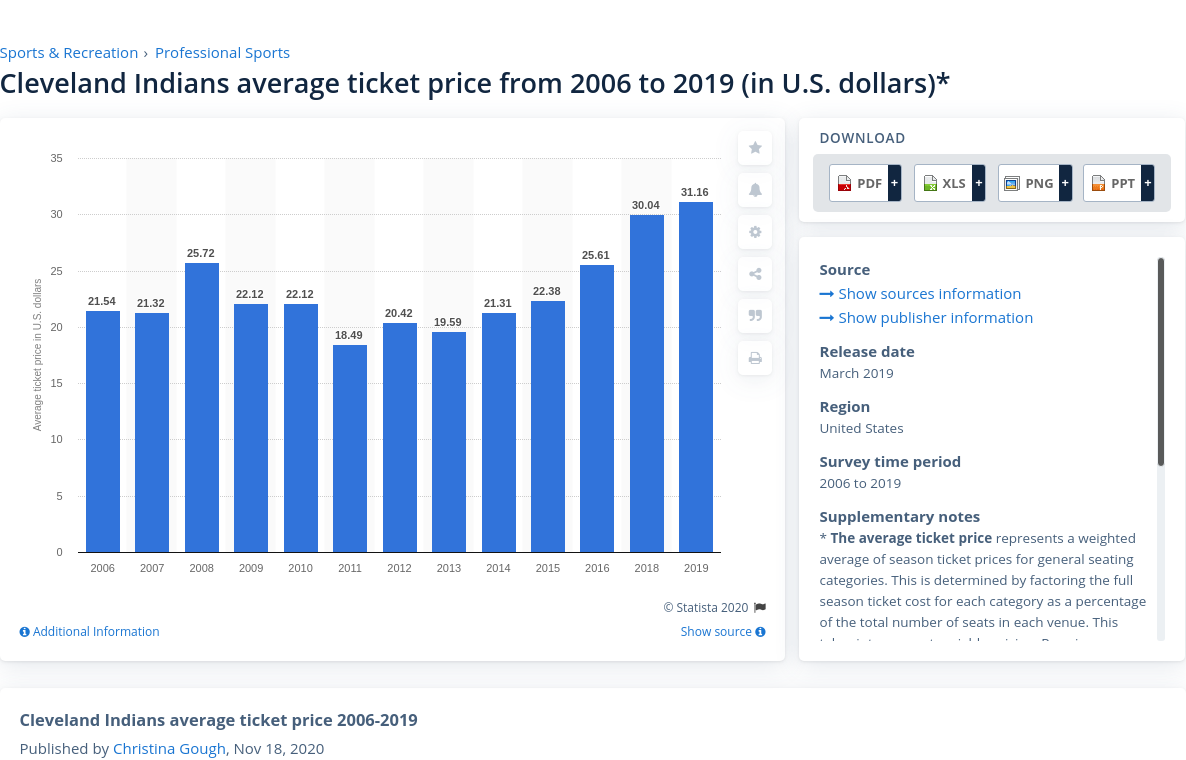 Sports & Recreation › Professional Sports
Cleveland Indians average ticket price from 2006 to 2019 (in U.S. dollars)*
Average ticket price in U.S. dollars
35
30
25
20
15
10
5
0
21.54
21.32
25.72
22.12
22.12
18.49
20.42
19.59
21.31
22.38
25.61
30.04
31.16
2006 2007 2008 2009 2010 2011 2012 2013 2014 2015 2016 2018 2019
© Statista 2020
Additional Information
Show source
DOWNLOAD
PDF + XLS + PNG + PPT +
Source
Show sources information
Show publisher information
Release date
March 2019
Region
United States
Survey time period
2006 to 2019
Supplementary notes
* The average ticket price represents a weighted
average of season ticket prices for general seating
categories. This is determined by factoring the full
season ticket cost for each category as a percentage
of the total number of seats in each venue. This
Cleveland Indians average ticket price 2006-2019
Published by Christina Gough, Nov 18, 2020